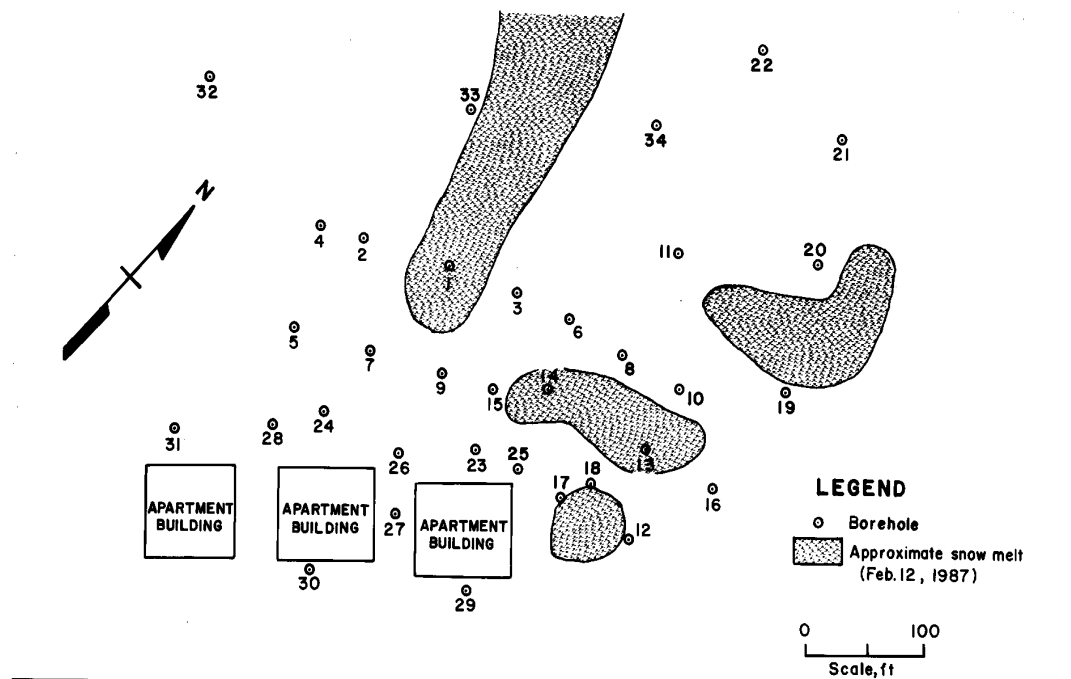 22
32
33
34
21
N
4
2
11
20
1
3
6
5
7
8
9
14
15
10
19
24
28
31
26
23
25
13
18
17
16
APARTMENT
BUILDING
APARTMENT
BUILDING
27
APARTMENT
BUILDING
12
30
29
LEGEND
Borehole
Approximate snow melt
(Feb. 12, 1987)
0 100
Scale, ft